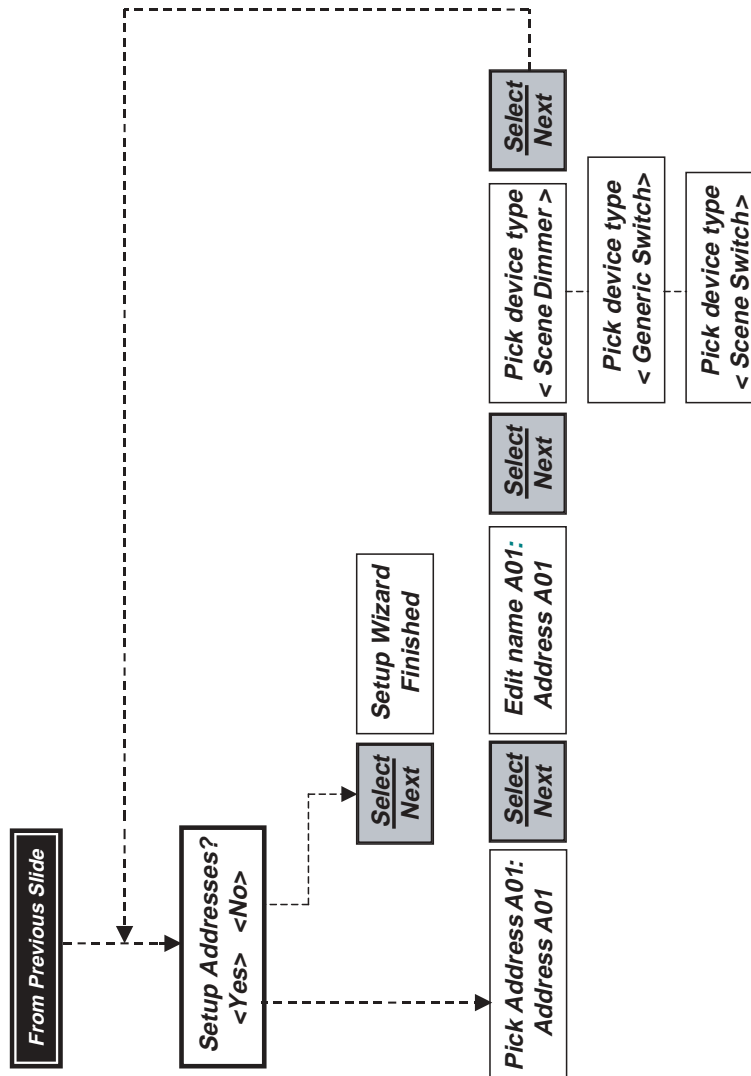 From Previous Slide
Setup Addresses?
<Yes> <No>
Select
Next
Setup Wizard
Finished
Pick Address A01:
Address A01
Select
Next
Edit name A01:
Address A01
Select
Next
Pick device type
< Scene Dimmer >
Select
Next
Pick device type
< Generic Switch>
Pick device type
< Scene Switch>